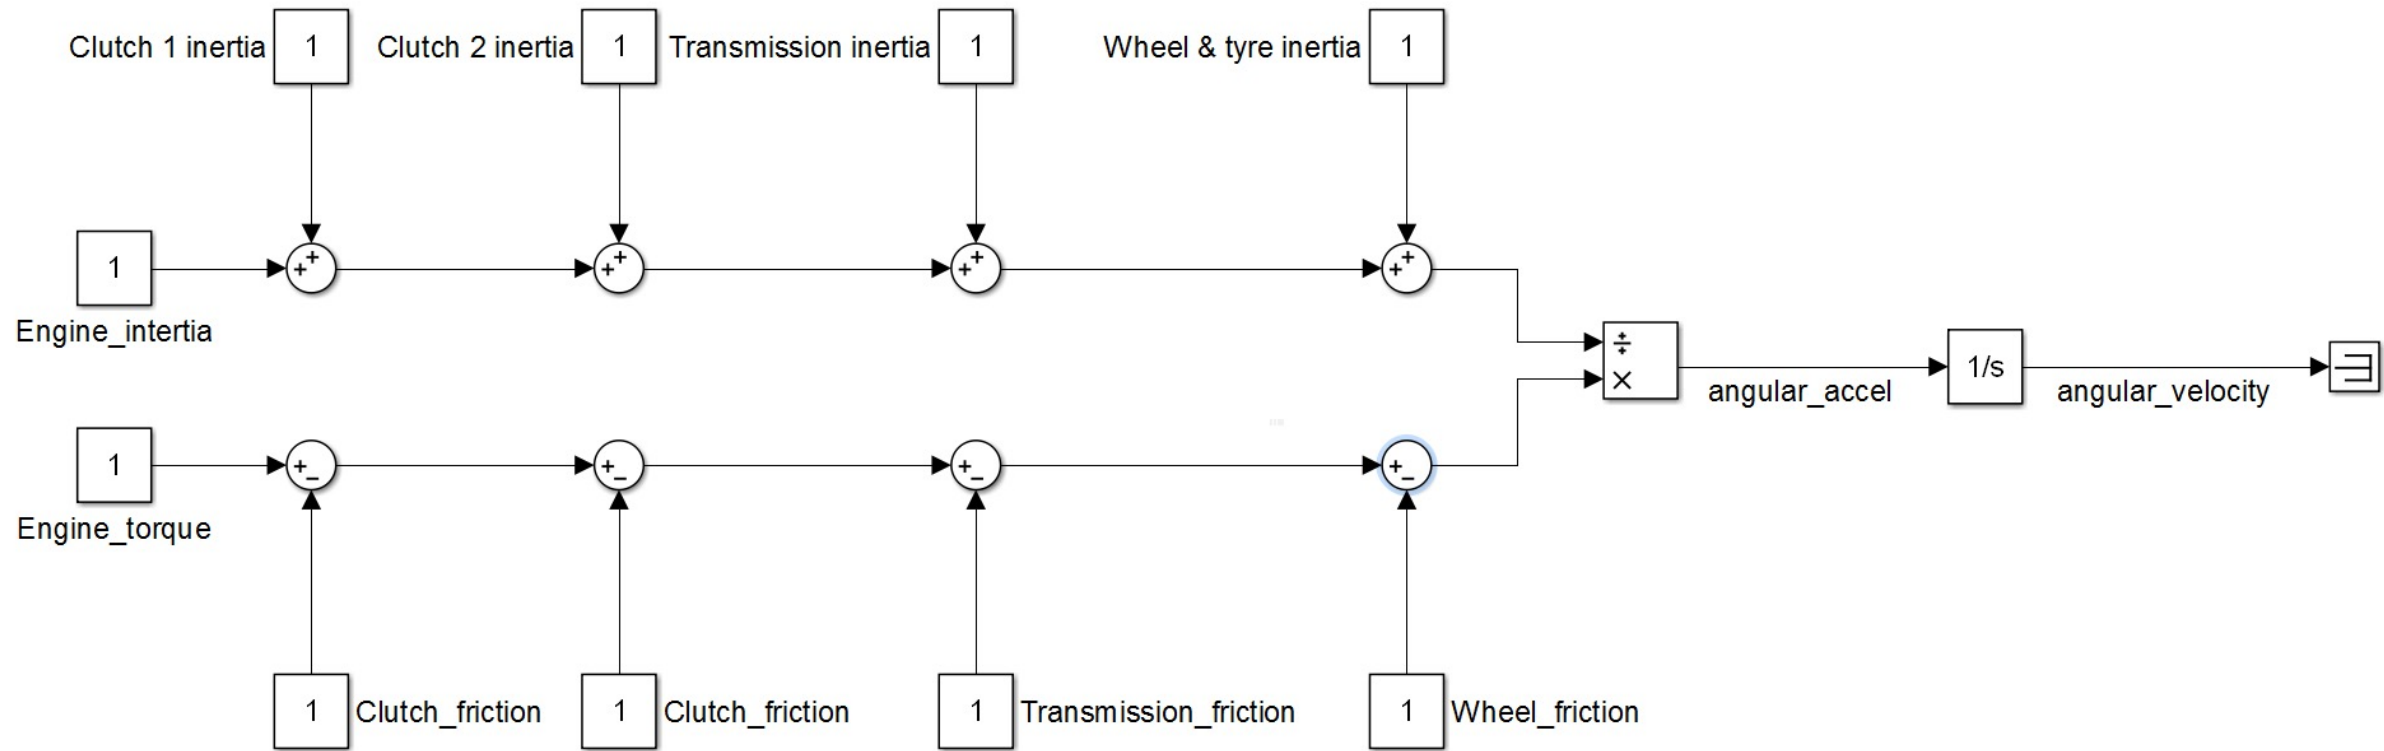 Clutch 1 inertia
1
Clutch 2 inertia
1
Transmission inertia
1
Wheel & tyre inertia
1
1
+
+
+
+
+
+
+
+
Engine_intertia
÷
×
angular_accel
1/s
angular_velocity
1
+
−
+
−
+
−
+
−
Engine_torque
1
Clutch_friction
1
Clutch_friction
1
Transmission_friction
1
Wheel_friction